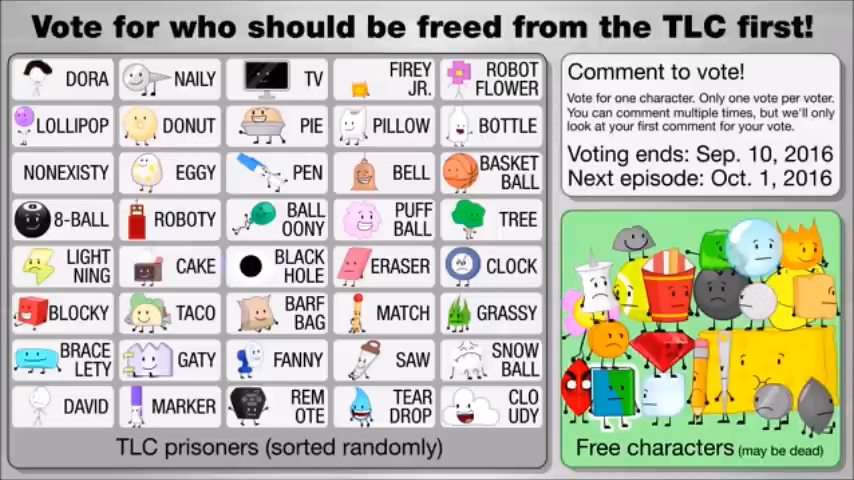 Vote for who should be freed from the TLC first!
DORA
NAILY
TV
FIREY
JR.
ROBOT
FLOWER
LOLLIPOP
DONUT
PIE
PILLOW
BOTTLE
NONEXISTY
EGGY
PEN
BELL
BASKET
BALL
8-BALL
ROBOTY
BALL
OONY
PUFF
BALL
TREE
LIGHT
NING
CAKE
BLACK
HOLE
ERASER
CLOCK
BLOCKY
TACO
BARF
BAG
MATCH
GRASSY
BRACE
LETY
GATY
FANNY
SAW
SNOW
BALL
DAVID
MARKER
REM
OTE
TEAR
DROP
CLO
UDY
TLC prisoners (sorted randomly)
Comment to vote!
Vote for one character. Only one vote per voter.
You can comment multiple times, but we'll only
look at your first comment for your vote.
Voting ends: Sep. 10, 2016
Next episode: Oct. 1, 2016
Free characters (may be dead)